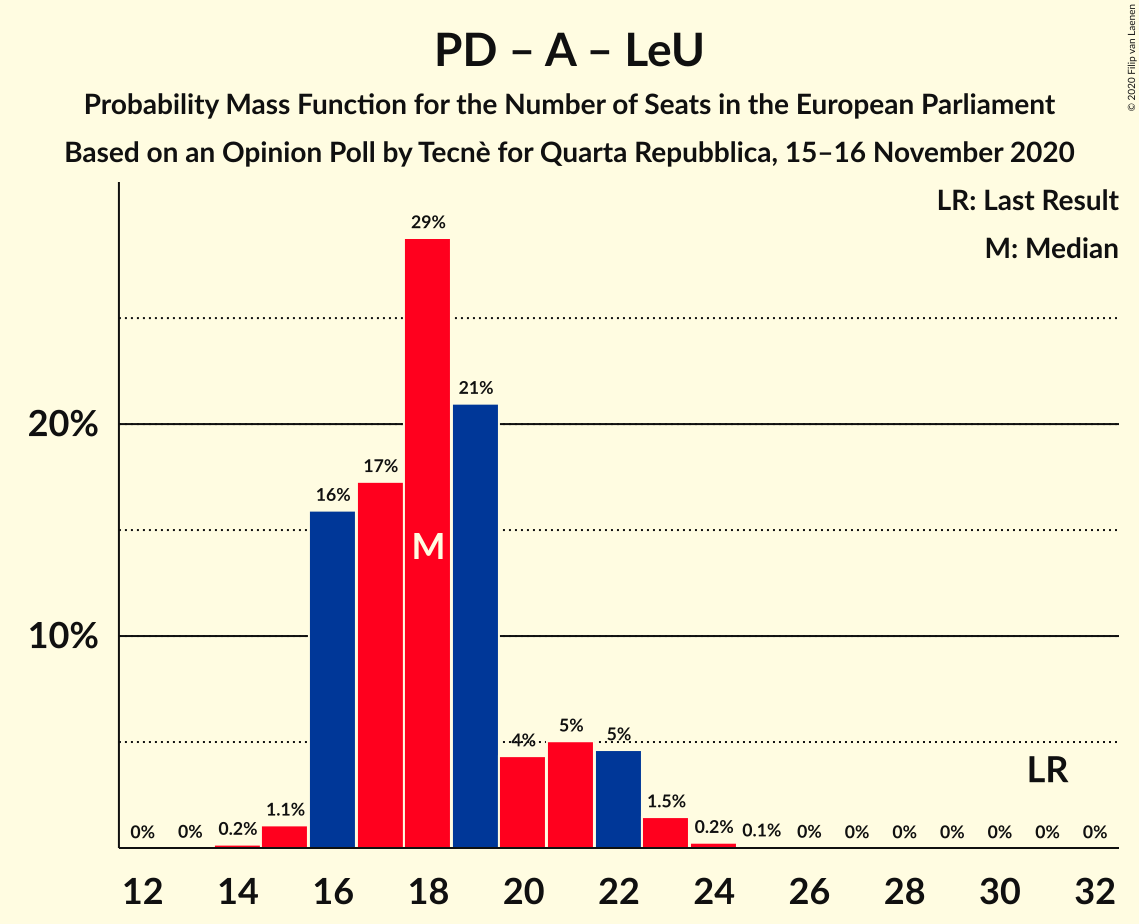 PD – A – LeU
Probability Mass Function for the Number of Seats in the European Parliament
Based on an Opinion Poll by Tecnè for Quarta Repubblica, 15–16 November 2020
© 2020 Filip van Laenen
LR: Last Result
M: Median
20%
10%
0%
0%
0.2%
1.1%
16%
17%
29%
21%
4%
5%
5%
1.5%
0.2%
0.1%
0%
0%
0%
0%
0%
0%
0%
M
LR
12 14 16 18 20 22 24 26 28 30 32